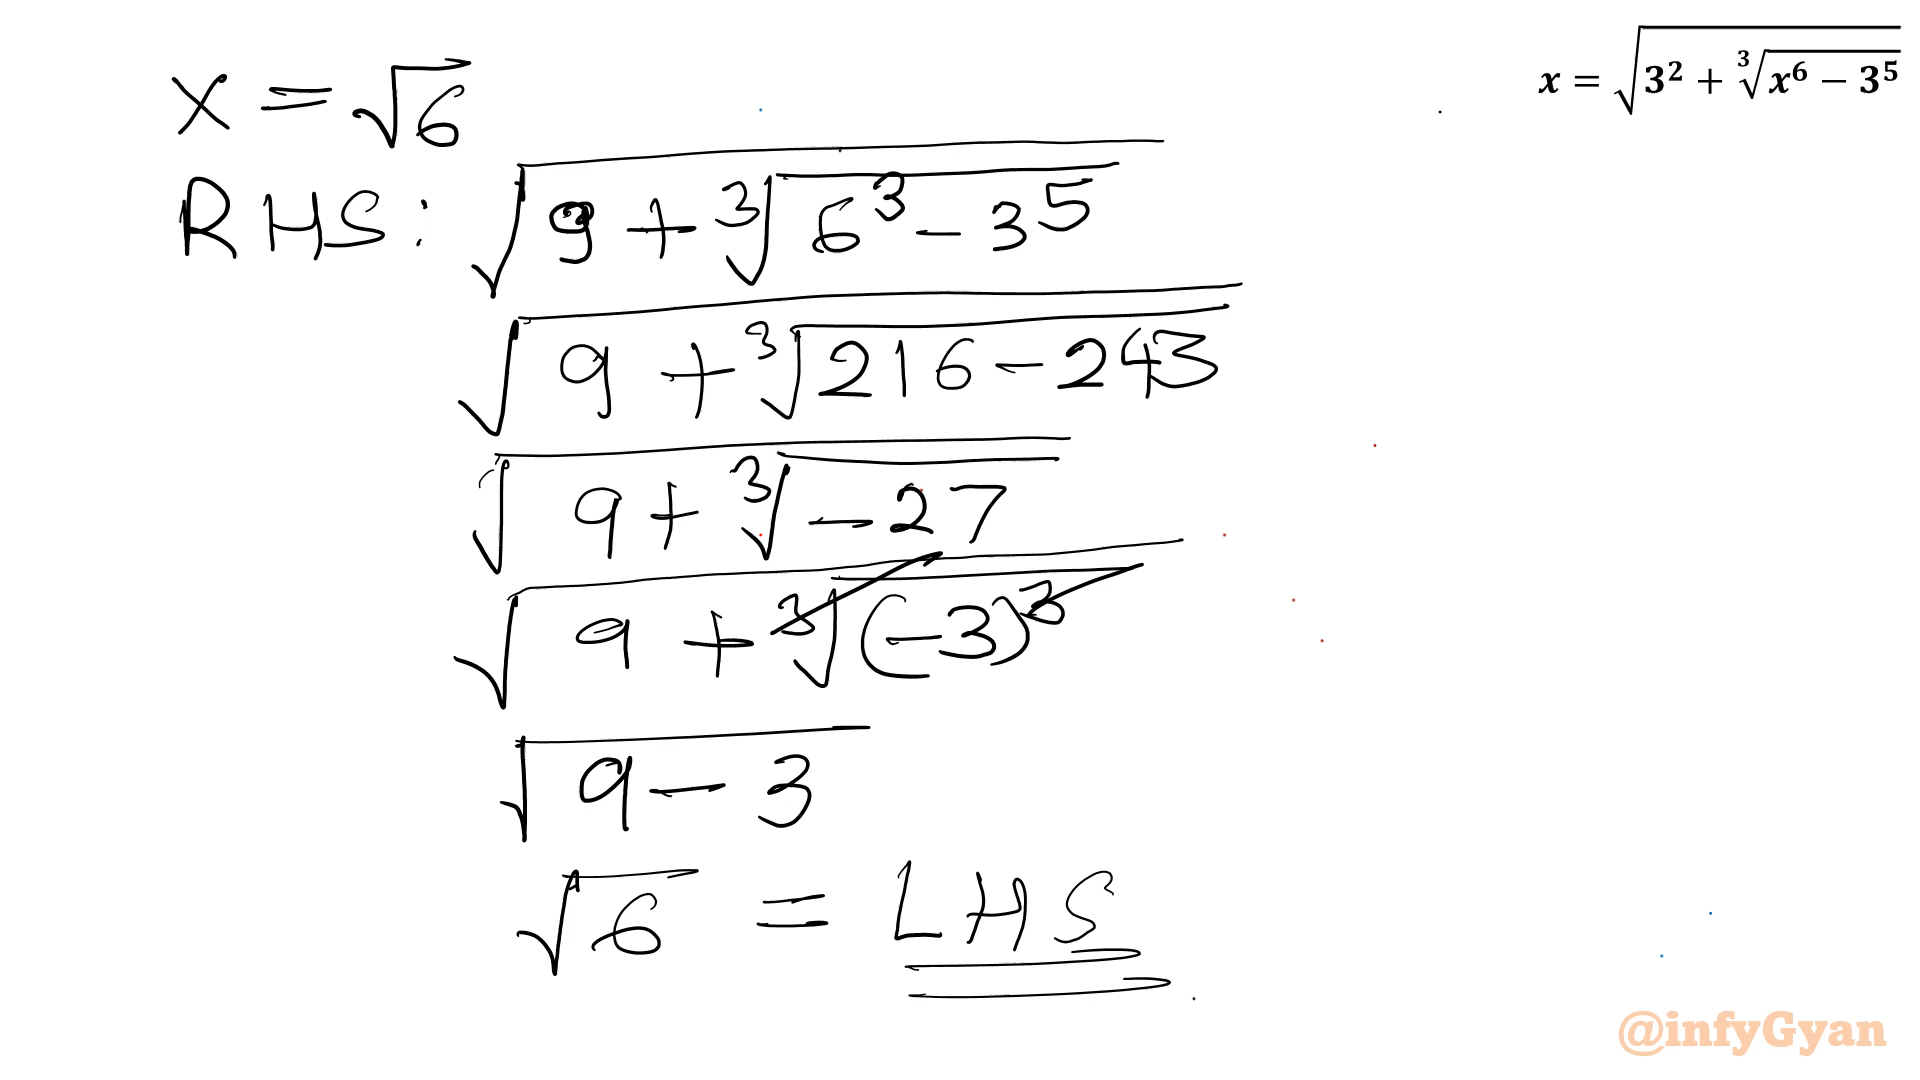 x = √6
x = √(3² + ∛(x⁶ − 3⁵))
RHS: √(9 + ∛(6³ − 3⁵))
√(9 + ∛(216 − 243))
√(9 + ∛(−27))
√(9 + ∛((−3)³))
√(9 − 3)
√6 = LHS
@infyGyan